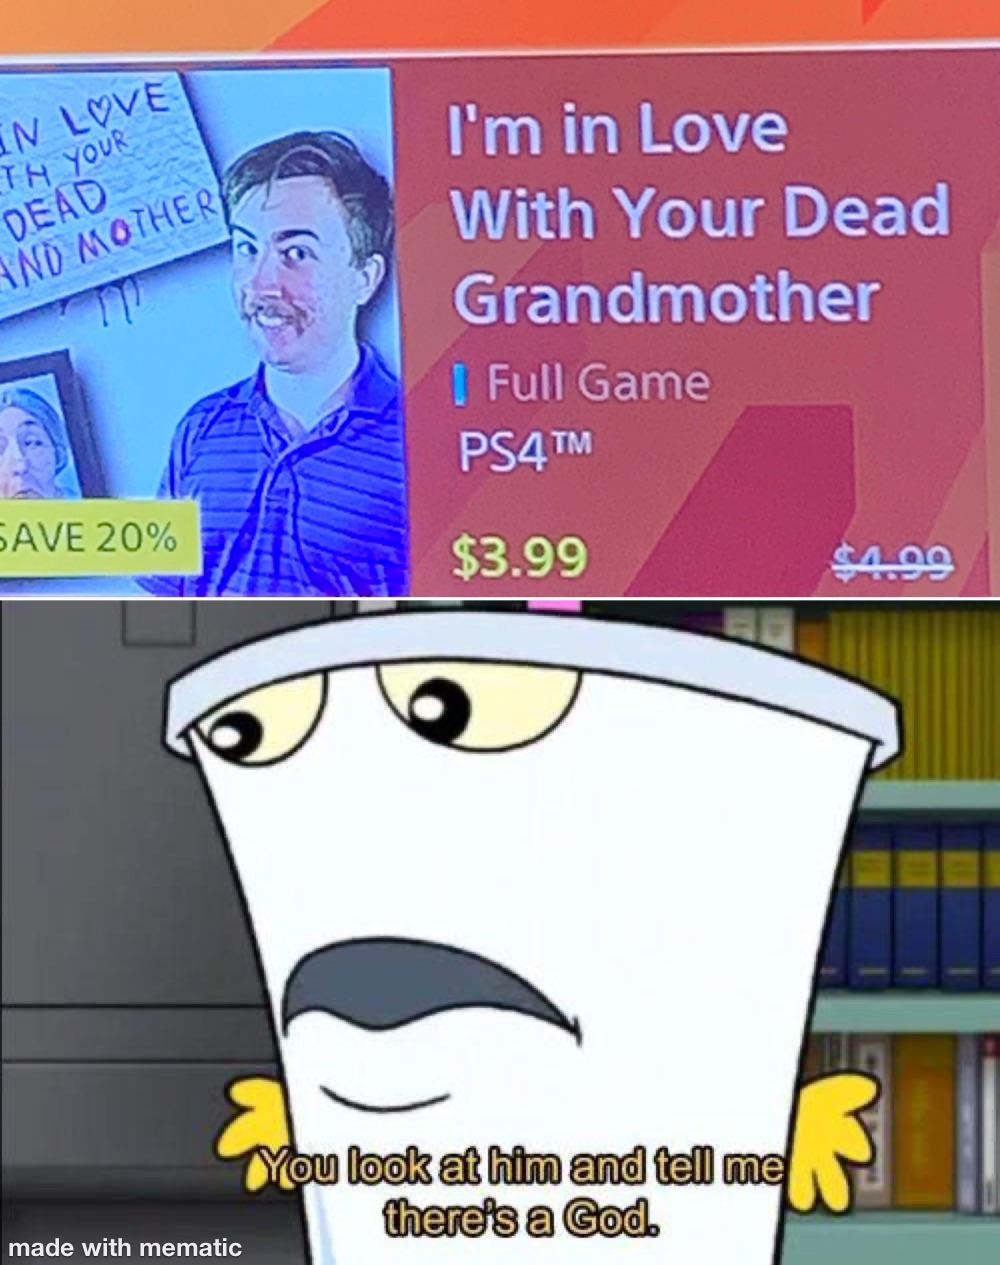 IN LOVE
TH YOUR
DEAD
AND MOTHER
I'm in Love
With Your Dead
Grandmother
Full Game
PS4™
SAVE 20%
$3.99
$4.99
You look at him and tell me
there's a God.
made with mematic